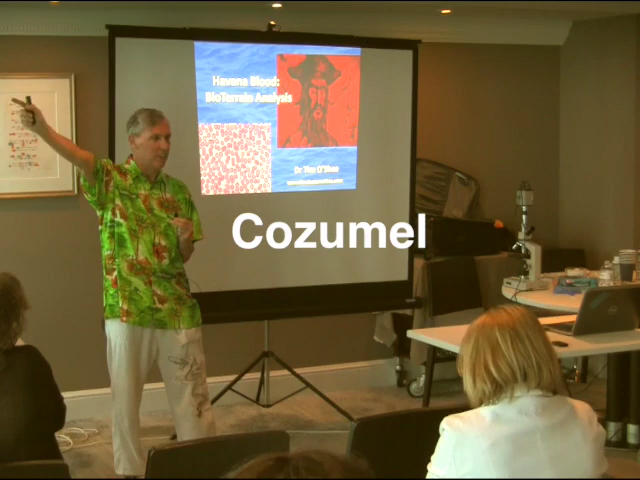 Havana Blood:
BioTerrain Analysis
Dr Tim O'Shea
Cozumel